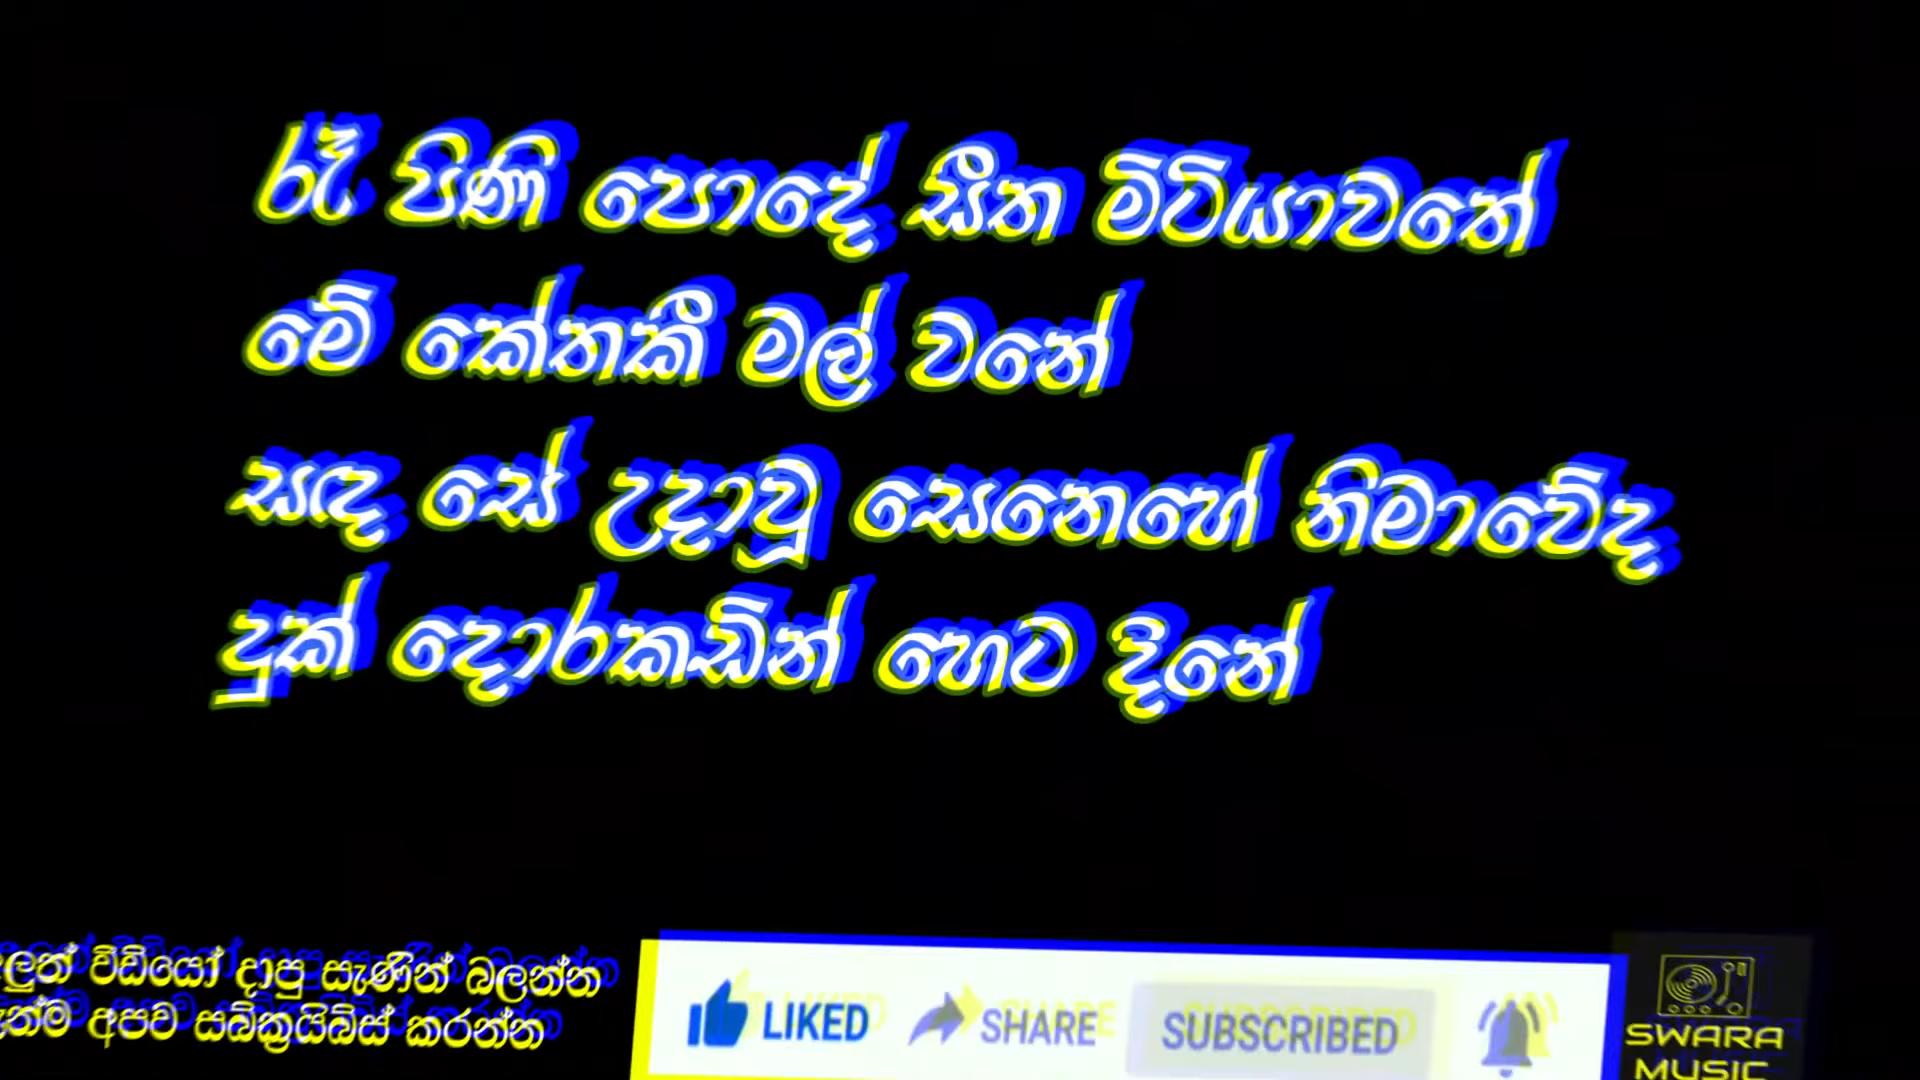 රෑ පිණි පොදේ සීත මිටියාවතේ
මේ කේතකී මල් වනේ
සඳ සේ උදාවූ සෙනෙහේ නිමාවේද
දුක් දොරකඩින් හෙට දිනේ
වීඩියෝ දාපු සැණින් බලන්න
අපව සබ්ක්‍රයිබ්ස් කරන්න
LIKED SHARE SUBSCRIBED
SWARA
MUSIC